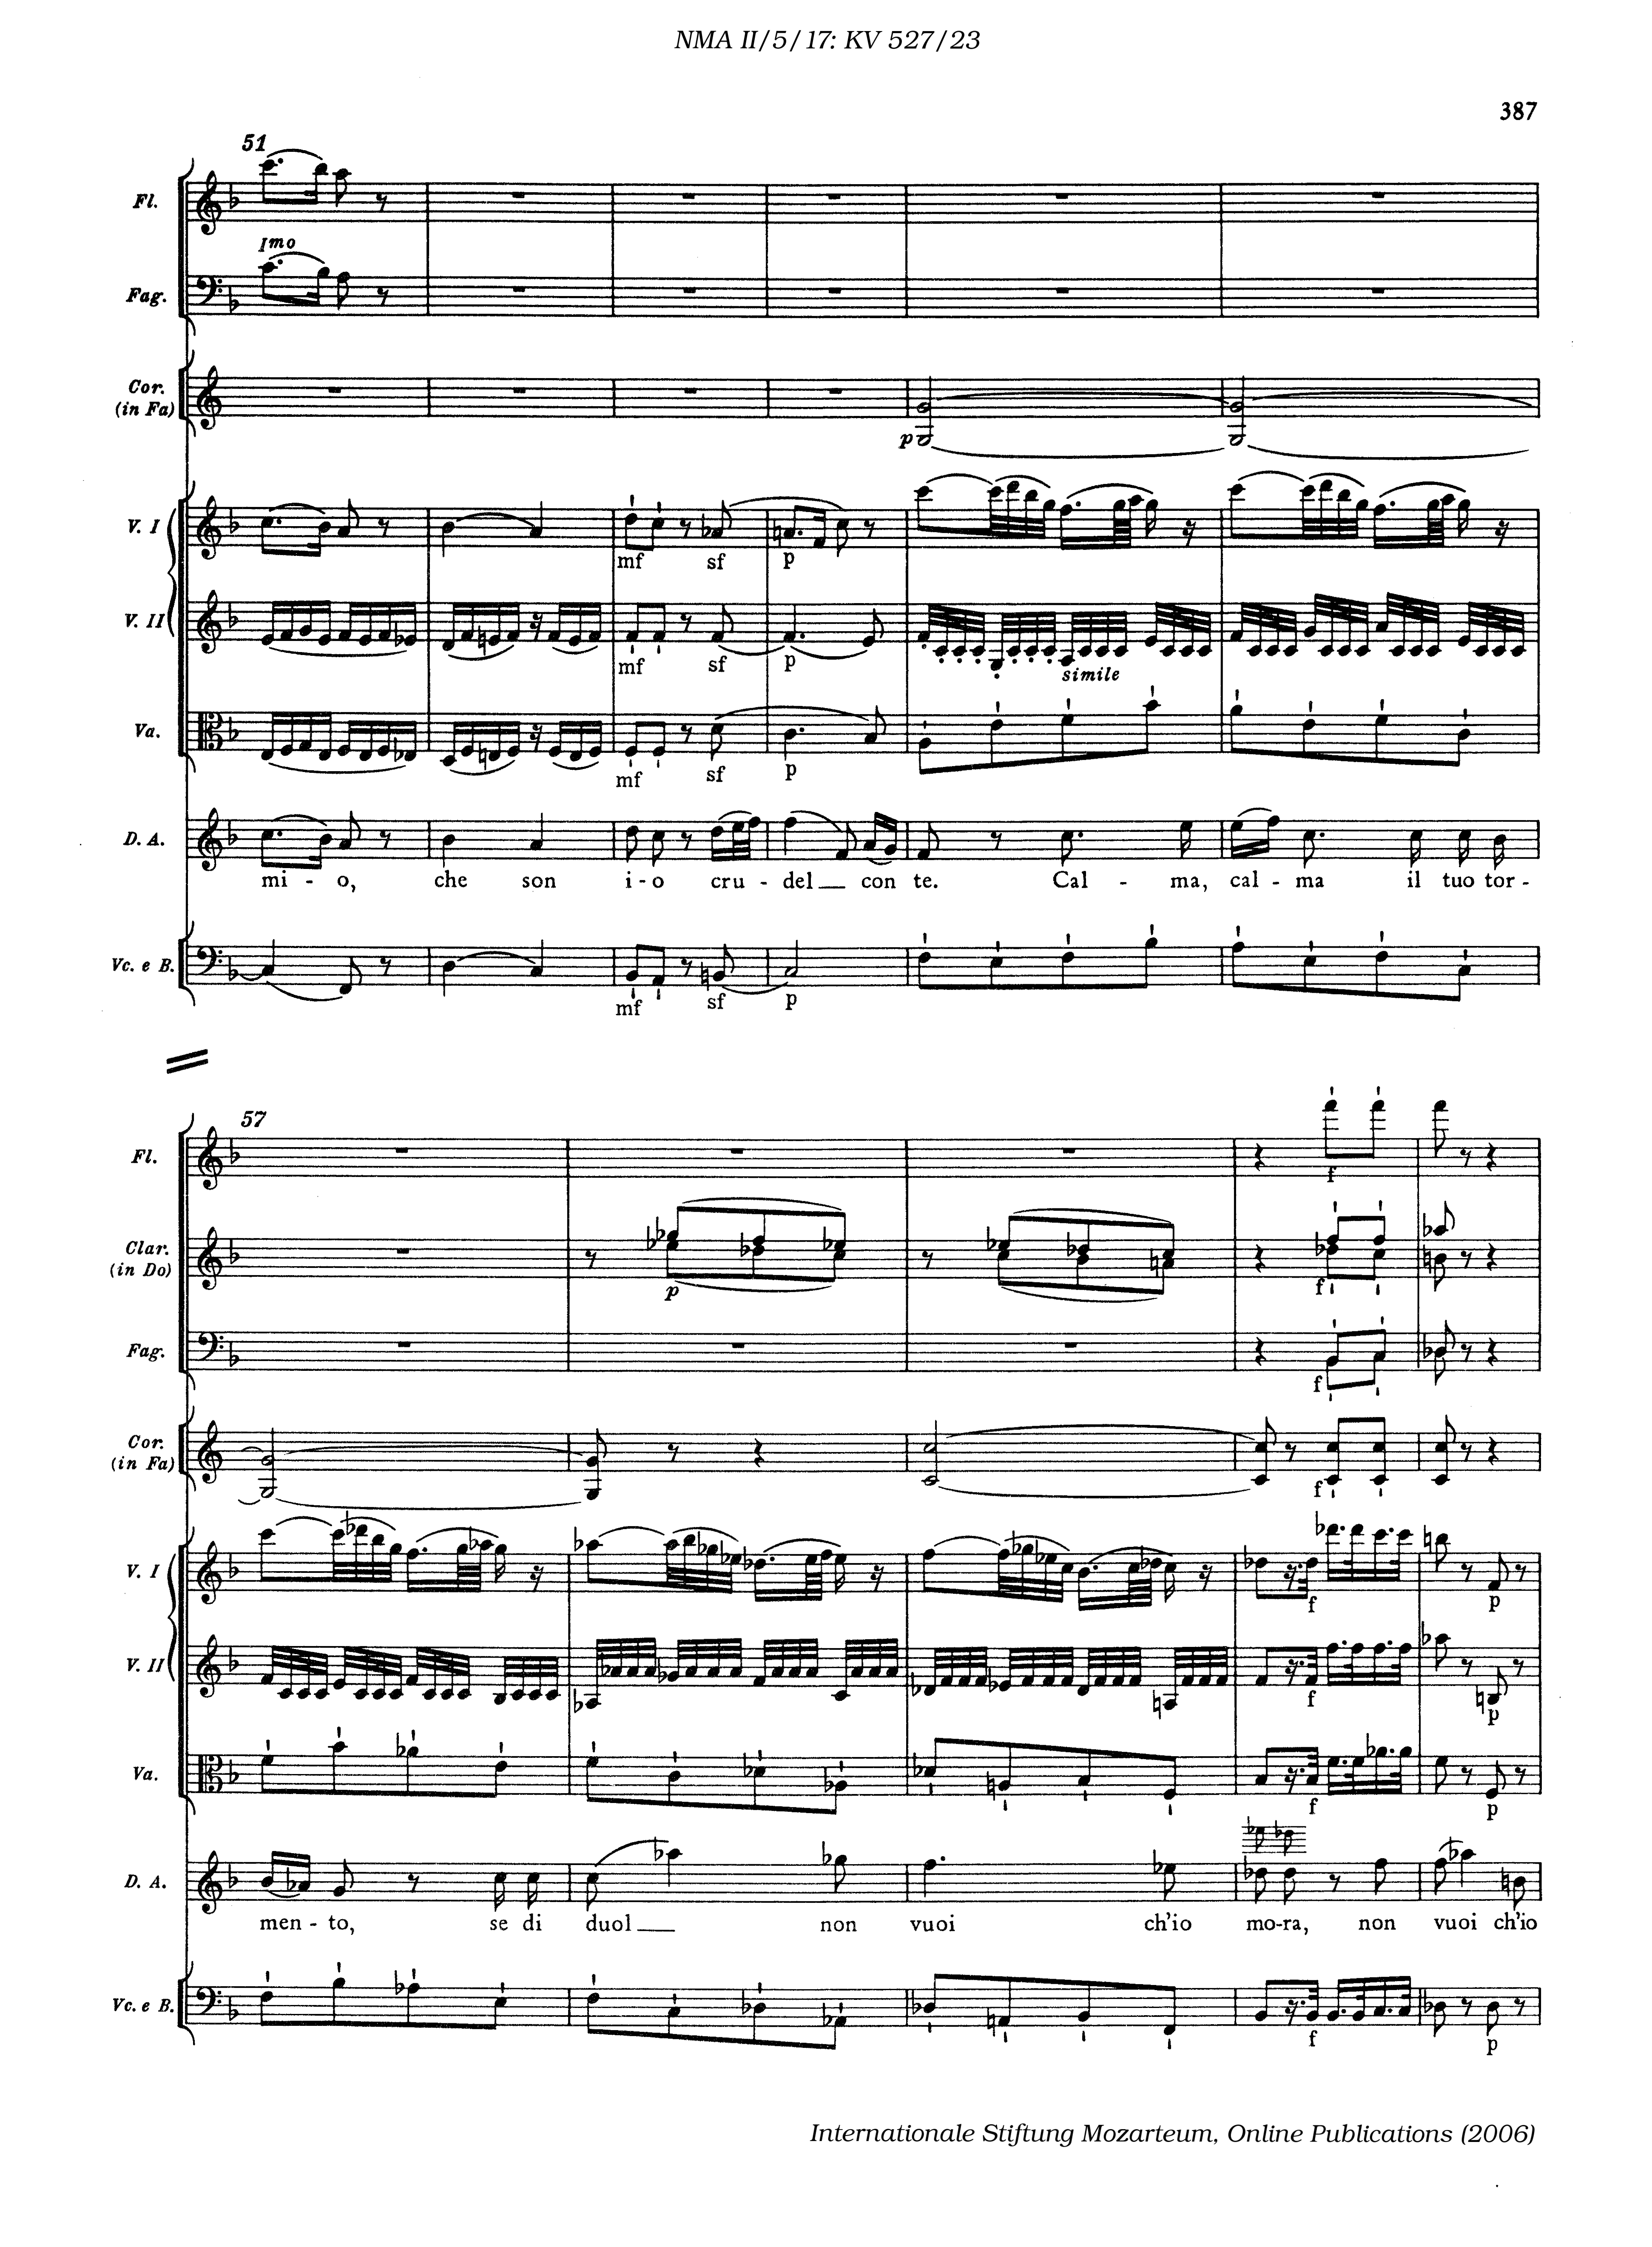 NMA II/5/17: KV 527/23
387
51
Fl.
Imo
Fag.
Cor.
(in Fa)
p
V. I
mf sf p
V. II
mf sf p simile
Va.
mf sf p
D. A.
mi - o, che son i - o cru - del con te. Cal - ma, cal - ma il tuo tor -
Vc. e B.
mf sf p
57
Fl.
f
Clar.
(in Do)
p f
Fag.
f
Cor.
(in Fa)
f
V. I
f p
V. II
f p
Va.
f p
D. A.
men - to, se di duol non vuoi ch'io mo-ra, non vuoi ch'io
Vc. e B.
f p
Internationale Stiftung Mozarteum, Online Publications (2006)